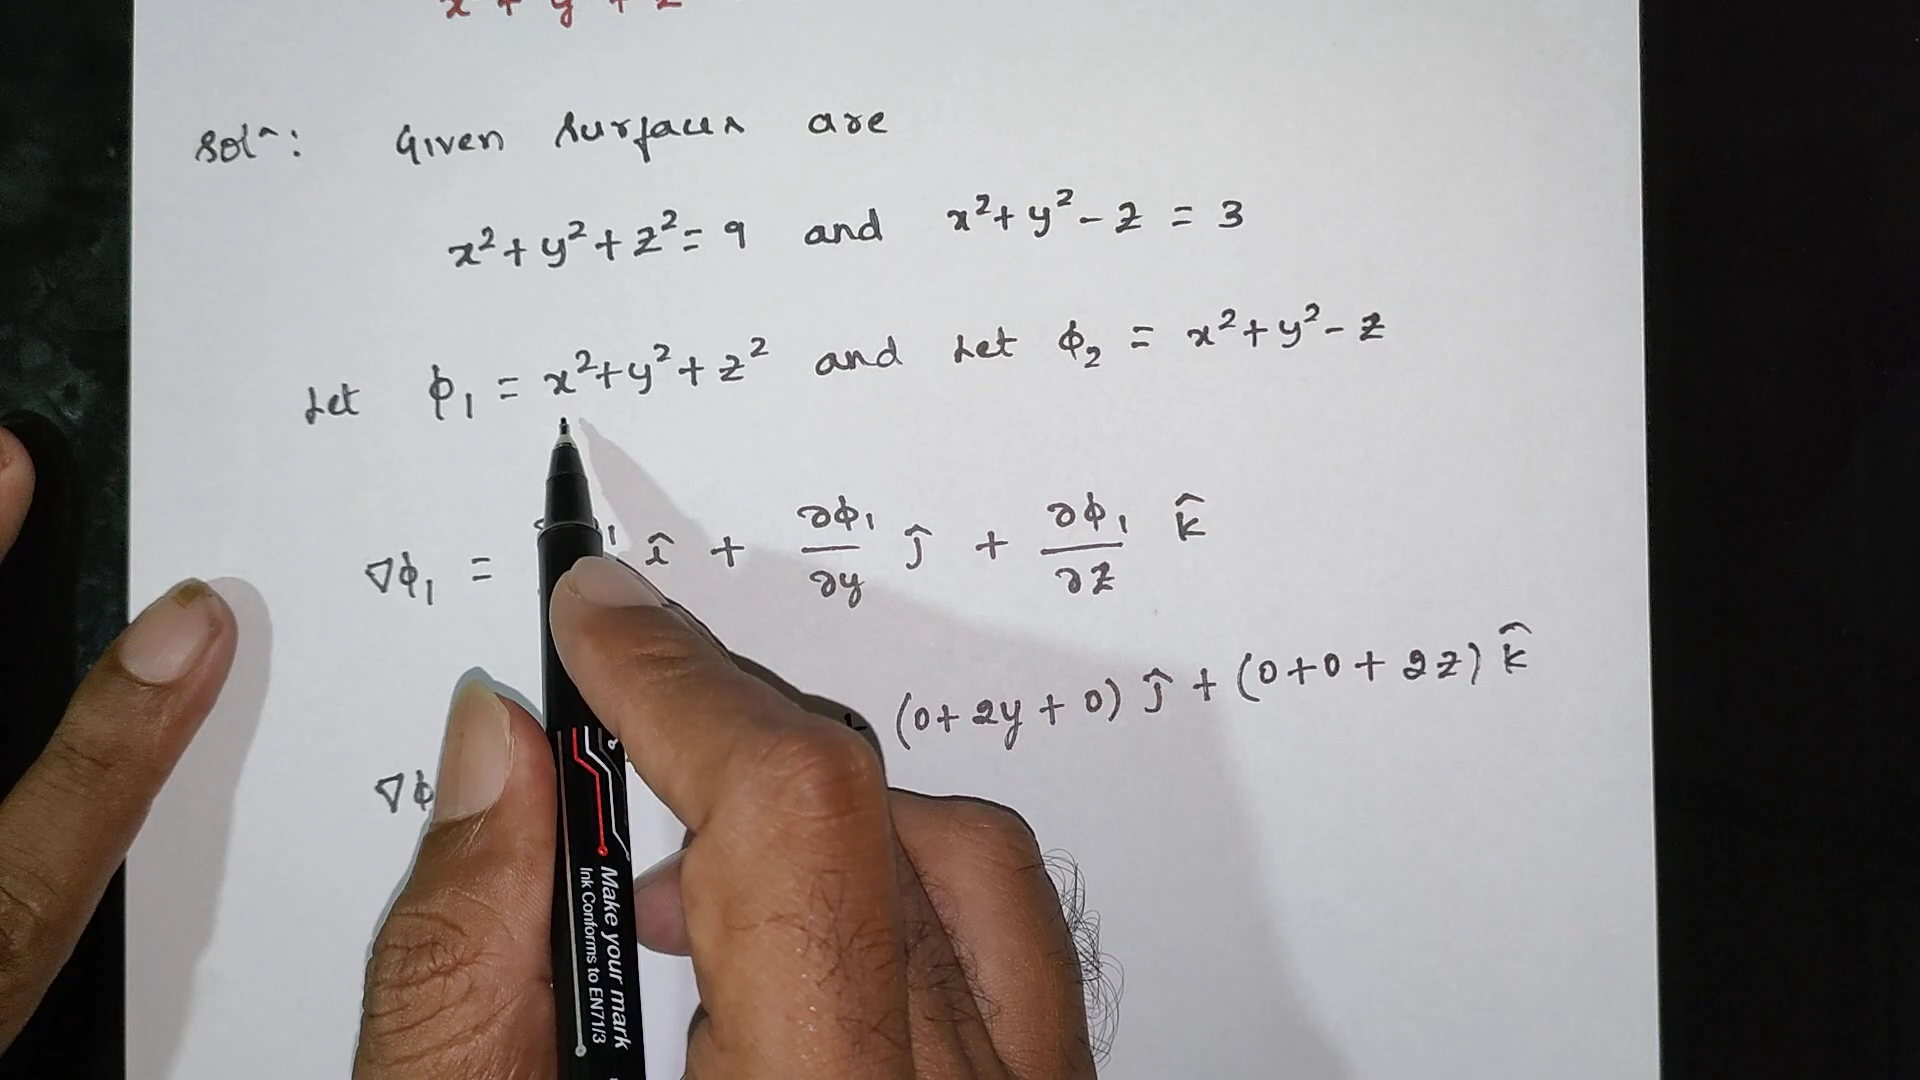 x + y + z
Solⁿ: Given surfaces are
x² + y² + z² = 9 and x² + y² - z = 3
Let ϕ₁ = x² + y² + z² and Let ϕ₂ = x² + y² - z
∇ϕ₁ = î + ∂ϕ₁/∂y ĵ + ∂ϕ₁/∂z k̂
+ (0 + 2y + 0) ĵ + (0 + 0 + 2z) k̂
∇ϕ
Make your mark
Ink Conforms to EN71/3